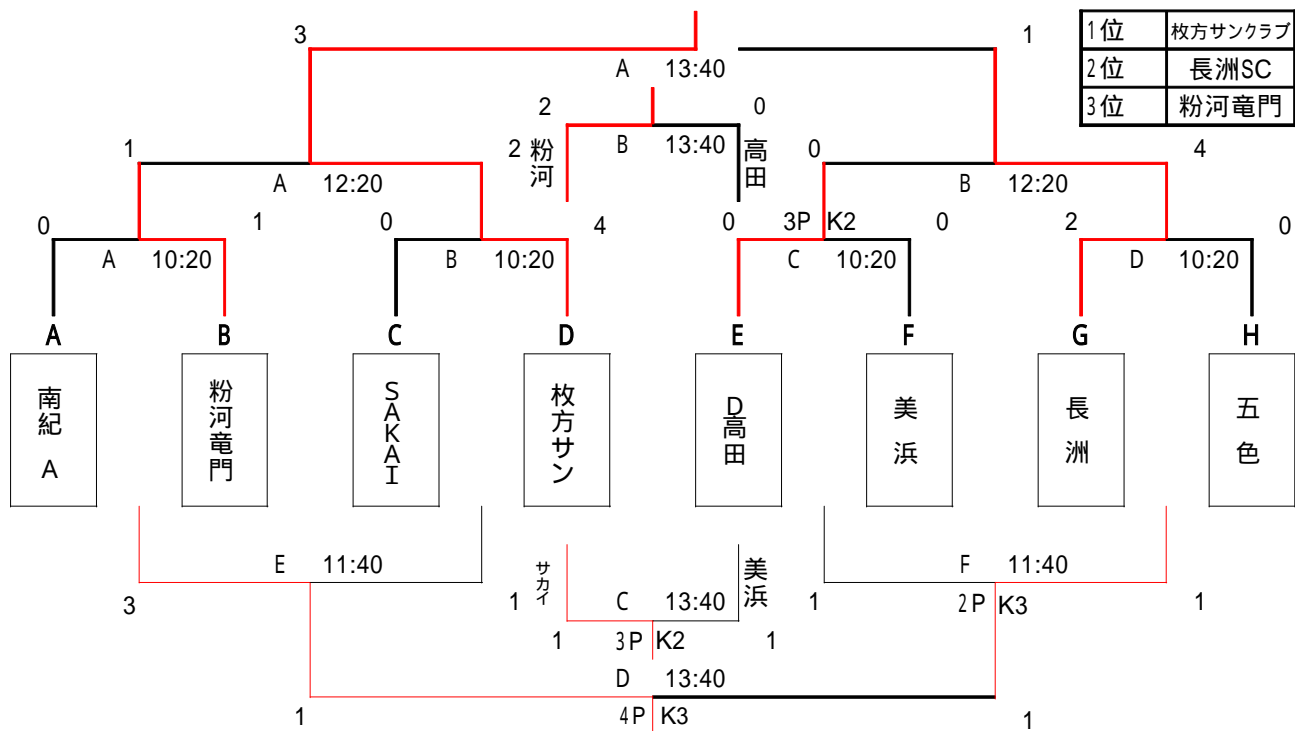 3
1
1位 枚方サンクラブ
2位 長洲SC
3位 粉河竜門
A 13:40
2
0
2
粉河
B 13:40
高田
1
0
4
A 12:20
B 12:20
0
1
0
4
0
3P K2
0
2
0
A 10:20
B 10:20
C 10:20
D 10:20
A B C D E F G H
南紀 A
粉河竜門
SAKAI
枚方サン
D高田
美浜
長洲
五色
E 11:40
サカイ
美浜
F 11:40
3
1
C 13:40
1
2P K3
1
1
3P K2
1
D 13:40
1
4P K3
1